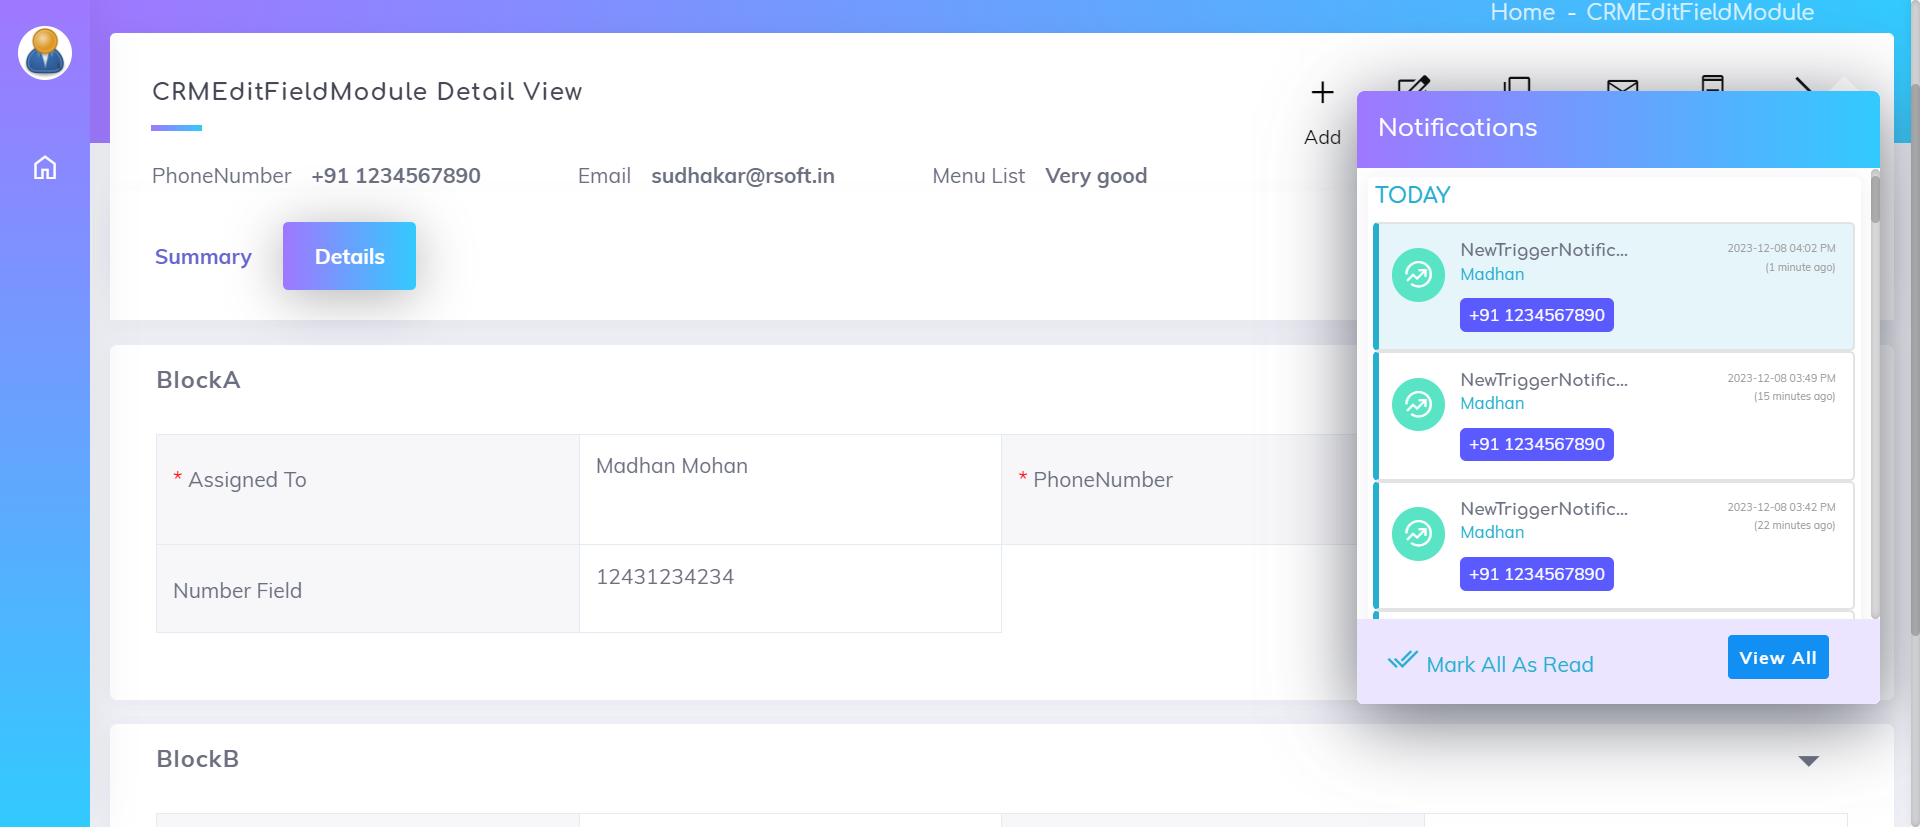 Home - CRMEditFieldModule
CRMEditFieldModule Detail View
Add
PhoneNumber +91 1234567890 Email sudhakar@rsoft.in Menu List Very good
Summary Details
BlockA
* Assigned To Madhan Mohan * PhoneNumber
Number Field 12431234234
BlockB
Notifications
TODAY
NewTriggerNotific... 2023-12-08 04:02 PM
Madhan (1 minute ago)
+91 1234567890
NewTriggerNotific... 2023-12-08 03:49 PM
Madhan (15 minutes ago)
+91 1234567890
NewTriggerNotific... 2023-12-08 03:42 PM
Madhan (22 minutes ago)
+91 1234567890
Mark All As Read View All